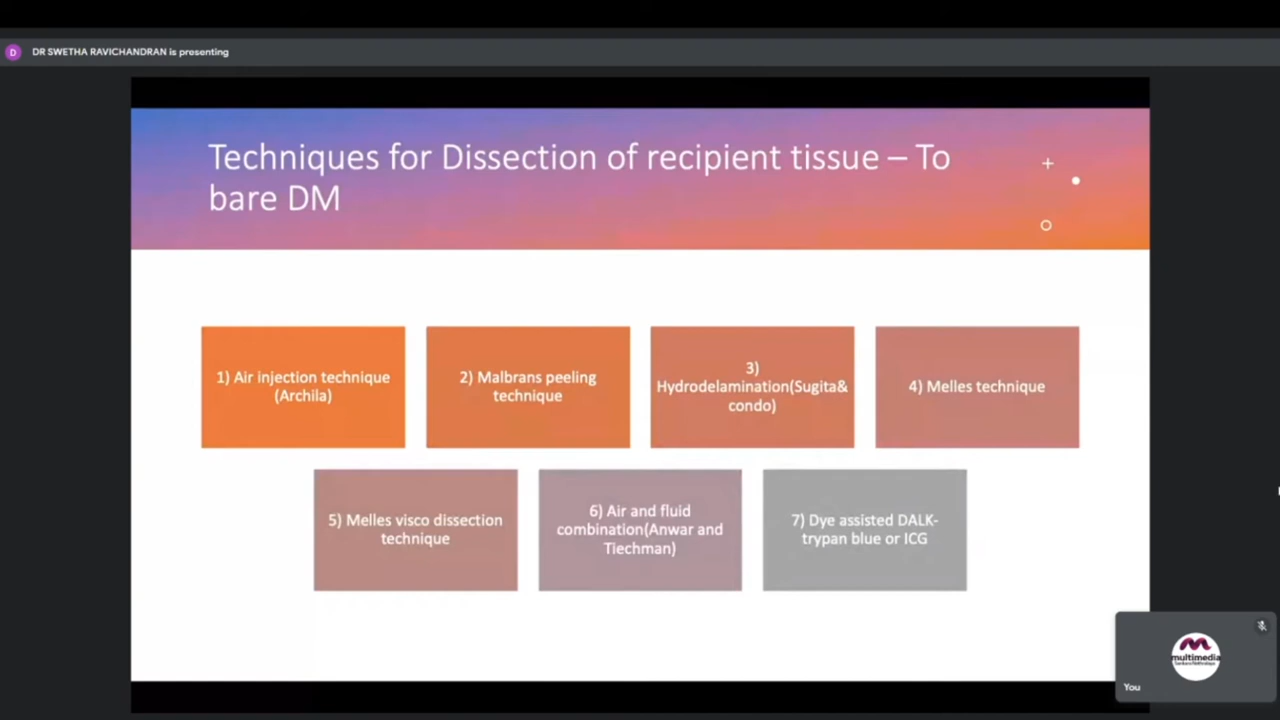 D
DR SWETHA RAVICHANDRAN is presenting
Techniques for Dissection of recipient tissue – To
bare DM
1) Air injection technique
(Archila)
2) Malbrans peeling
technique
3)
Hydrodelamination(Sugita&
condo)
4) Melles technique
5) Melles visco dissection
technique
6) Air and fluid
combination(Anwar and
Tiechman)
7) Dye assisted DALK-
trypan blue or ICG
multimedia
Sankara Nethralaya
You